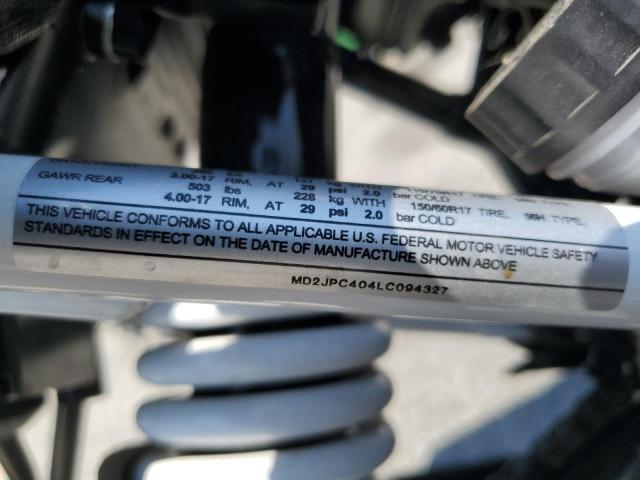 3.00-17 RIM, AT 29 psi 2.0 bar COLD
GAWR REAR 503 lbs 228 kg WITH 150/60R17 TIRE, 66H TYPE,
4.00-17 RIM, AT 29 psi 2.0 bar COLD
THIS VEHICLE CONFORMS TO ALL APPLICABLE U.S. FEDERAL MOTOR VEHICLE SAFETY
STANDARDS IN EFFECT ON THE DATE OF MANUFACTURE SHOWN ABOVE
MD2JPC404LC094327